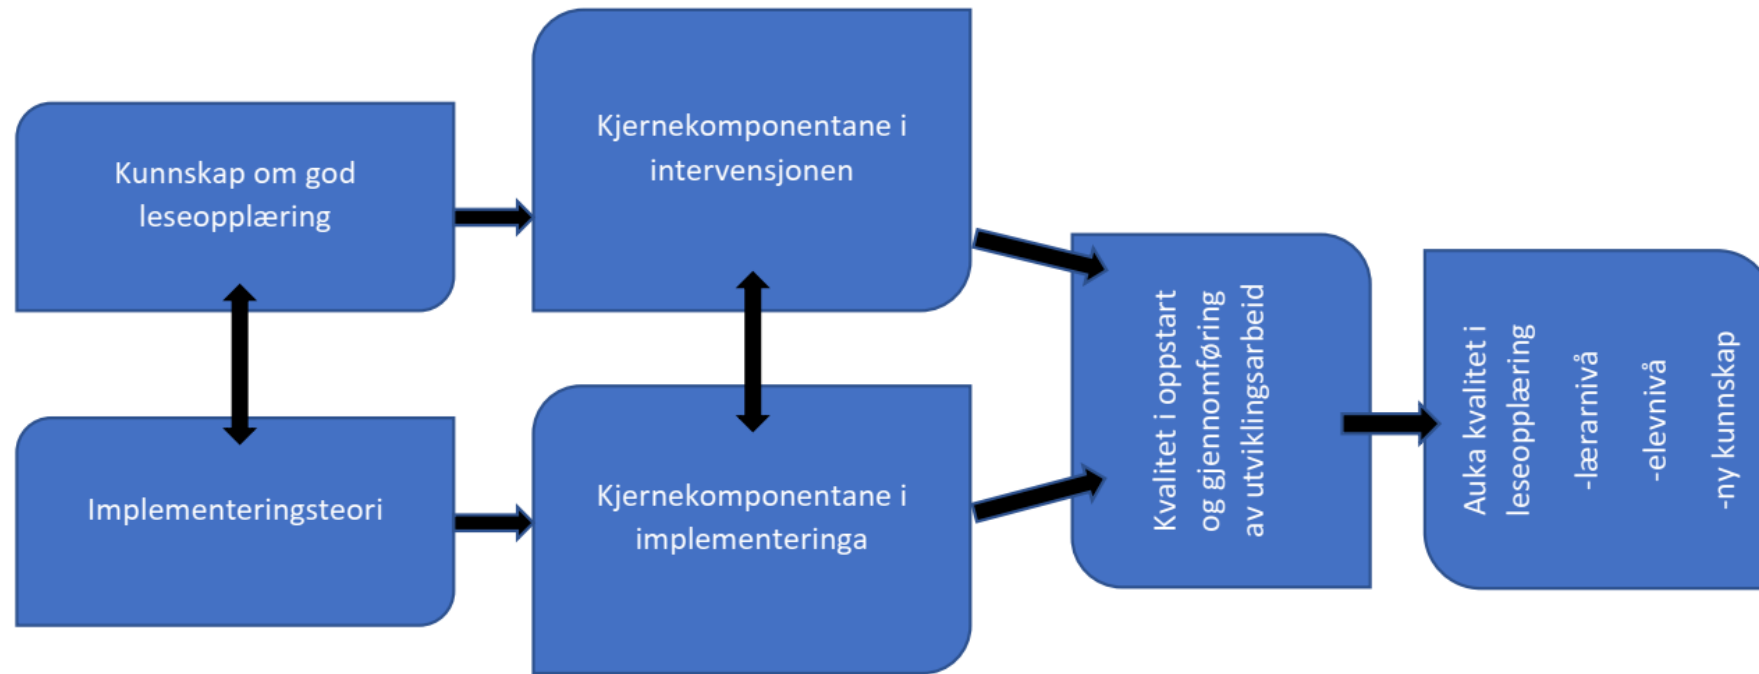 Kunnskap om god
leseopplæring
Kjernekomponentane i
intervensjonen
Implementeringsteori
Kjernekomponentane i
implementeringa
Kvalitet i oppstart
og gjennomføring
av utviklingsarbeid
Auka kvalitet i
leseopplæring
-lærarnivå
-elevnivå
-ny kunnskap